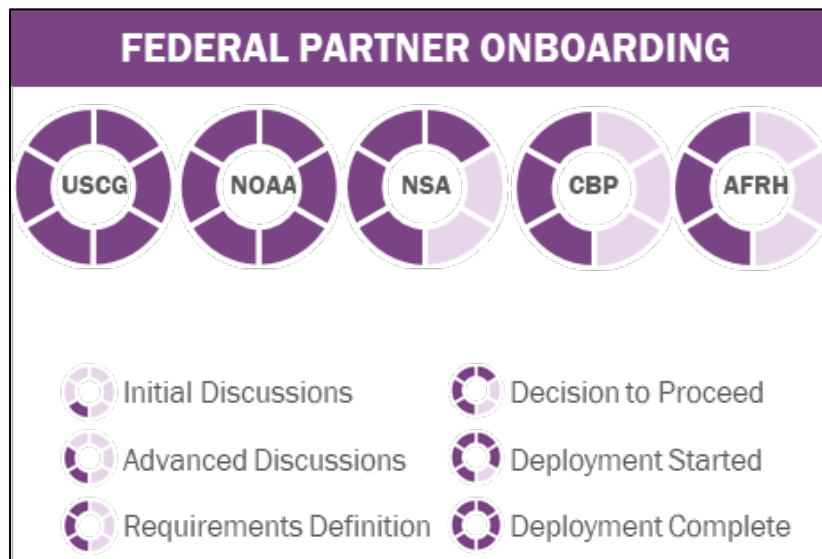 FEDERAL PARTNER ONBOARDING
USCG
NOAA
NSA
CBP
AFRH
Initial Discussions
Decision to Proceed
Advanced Discussions
Deployment Started
Requirements Definition
Deployment Complete